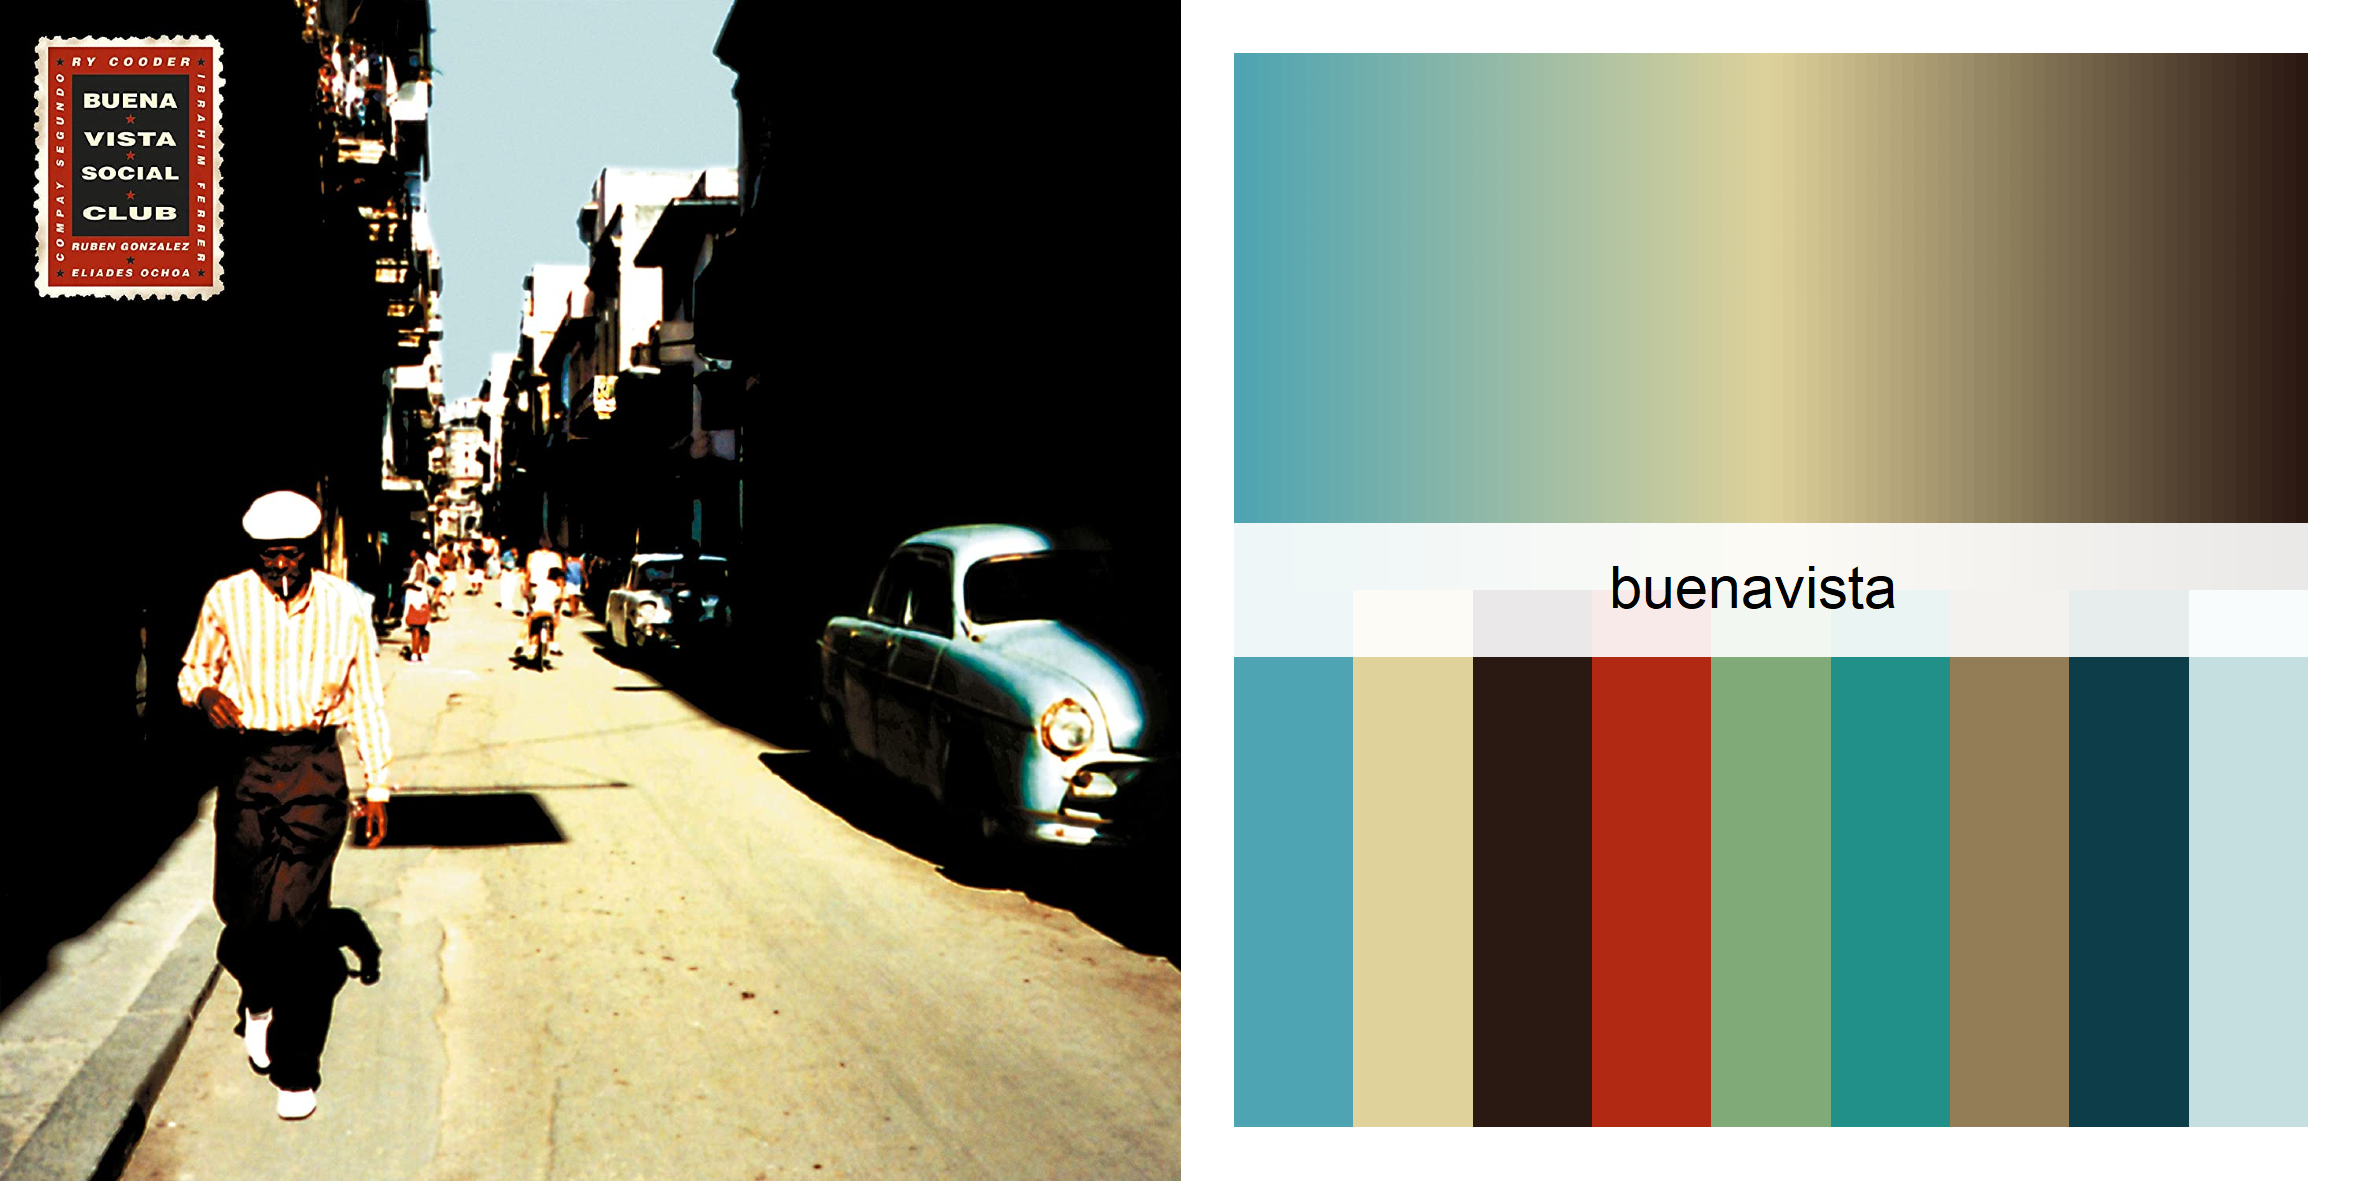 RY COODER
COMPAY SEGUNDO
IBRAHIM FERRER
BUENA
VISTA
SOCIAL
CLUB
RUBEN GONZALEZ
ELIADES OCHOA
buenavista